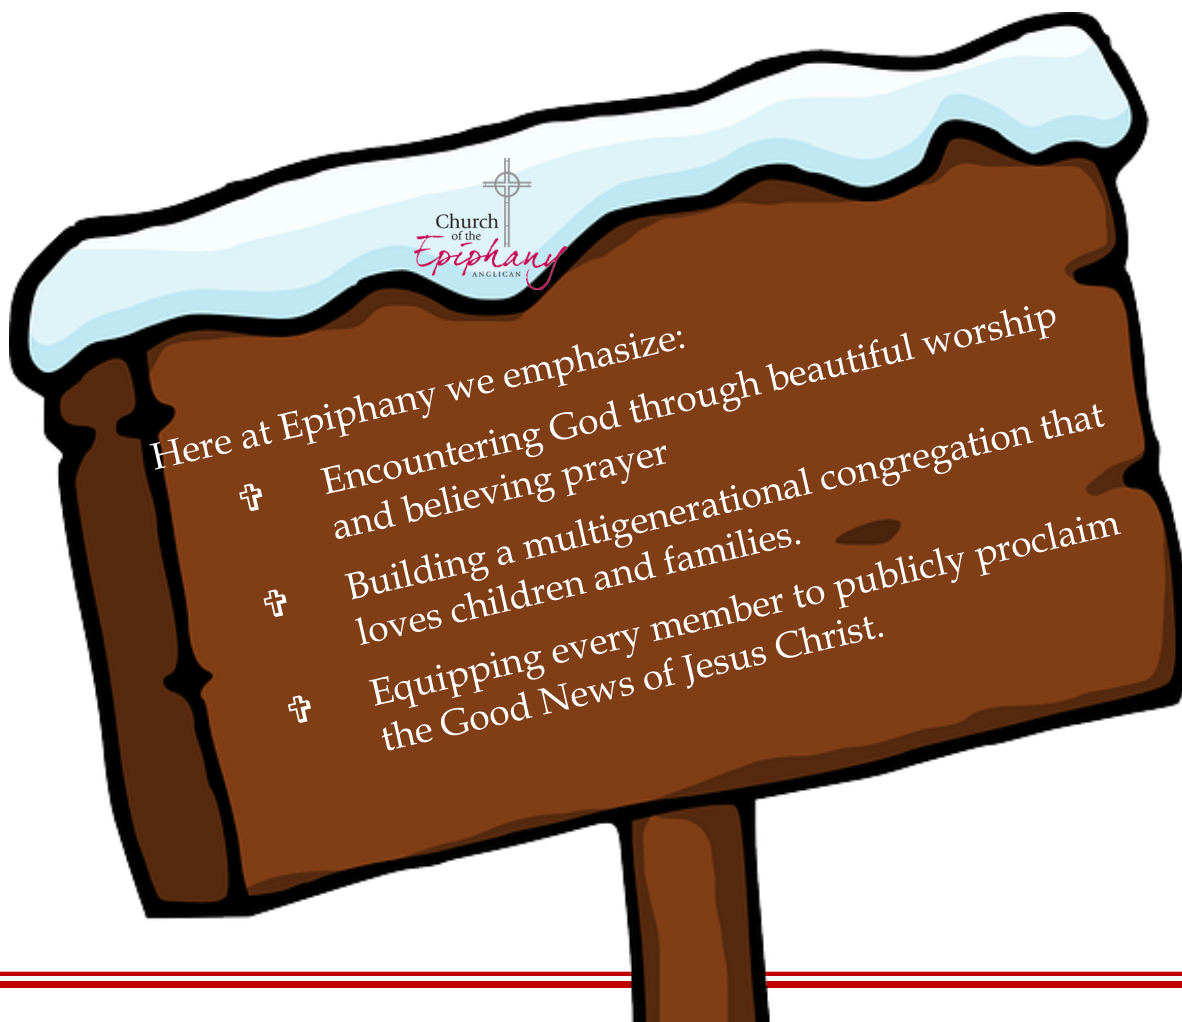 Church
of the
Epiphany
ANGLICAN
Here at Epiphany we emphasize:
✞ Encountering God through beautiful worship
and believing prayer
✞ Building a multigenerational congregation that
loves children and families.
✞ Equipping every member to publicly proclaim
the Good News of Jesus Christ.